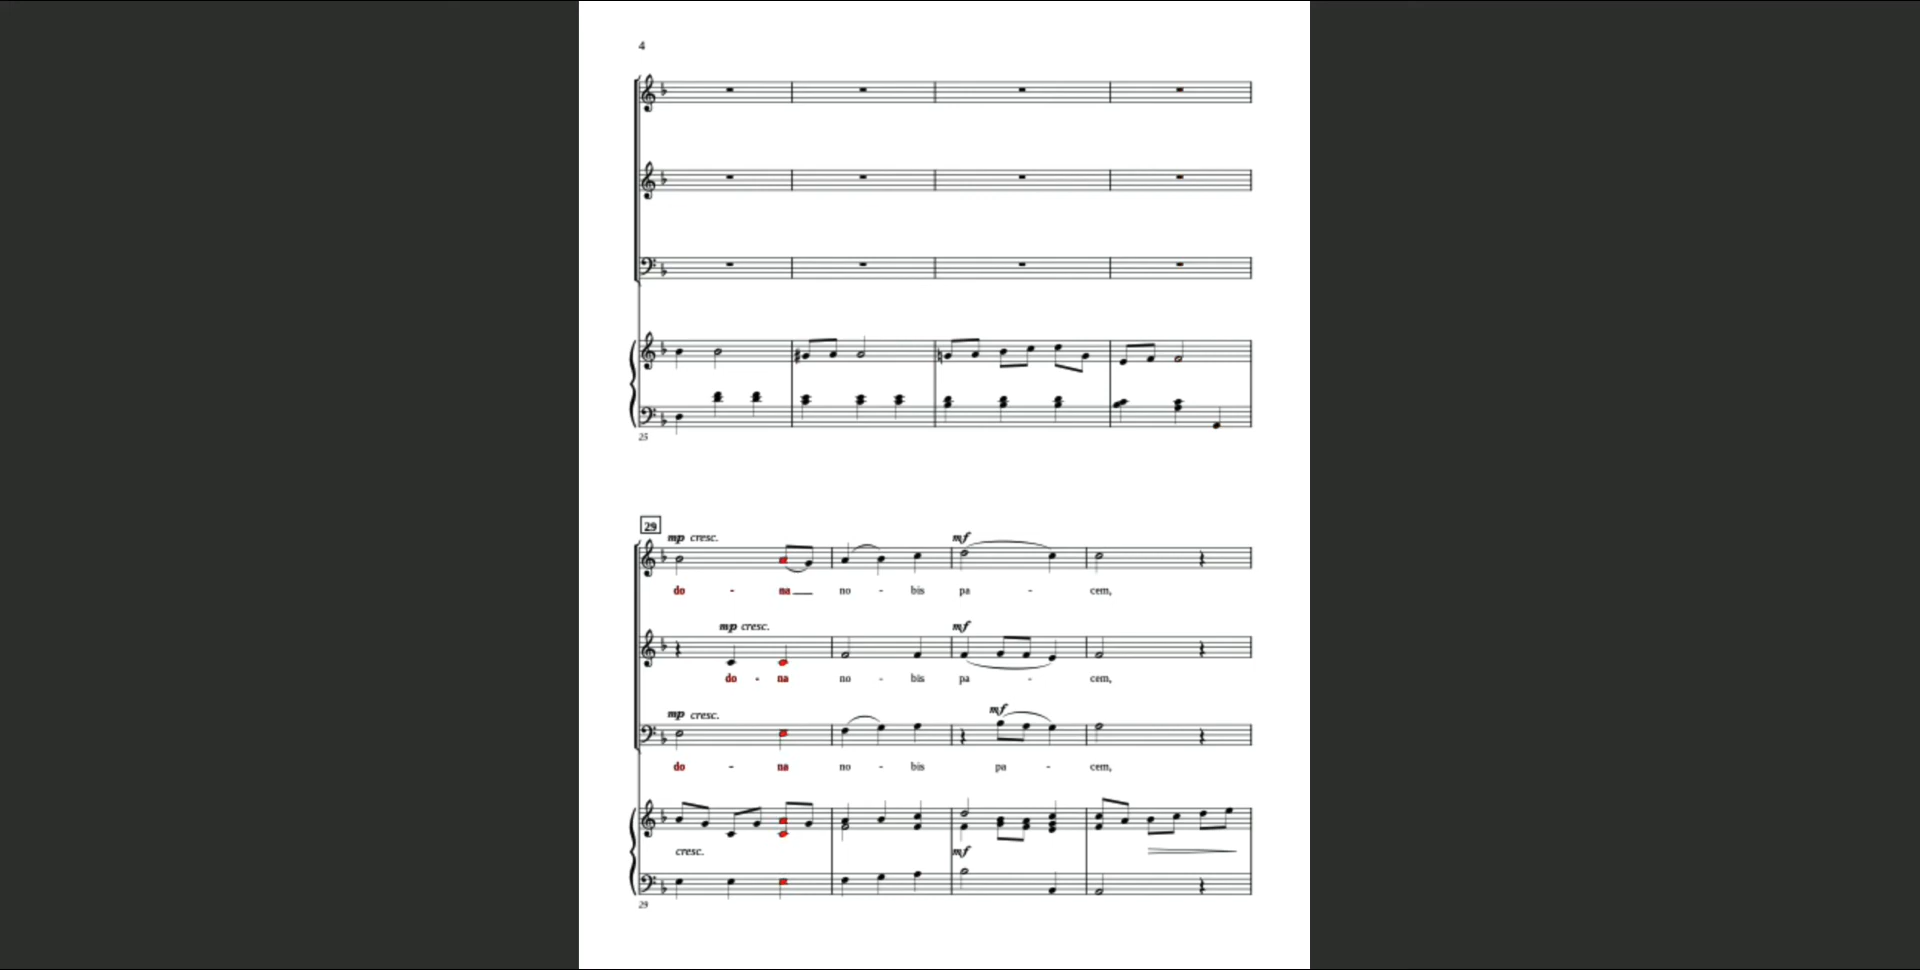 4
25
29
mp cresc. mf
do - na no - bis pa - cem,
mp cresc. mf
do - na no - bis pa - cem,
mp cresc. mf
do - na no - bis pa - cem,
cresc. mf
29